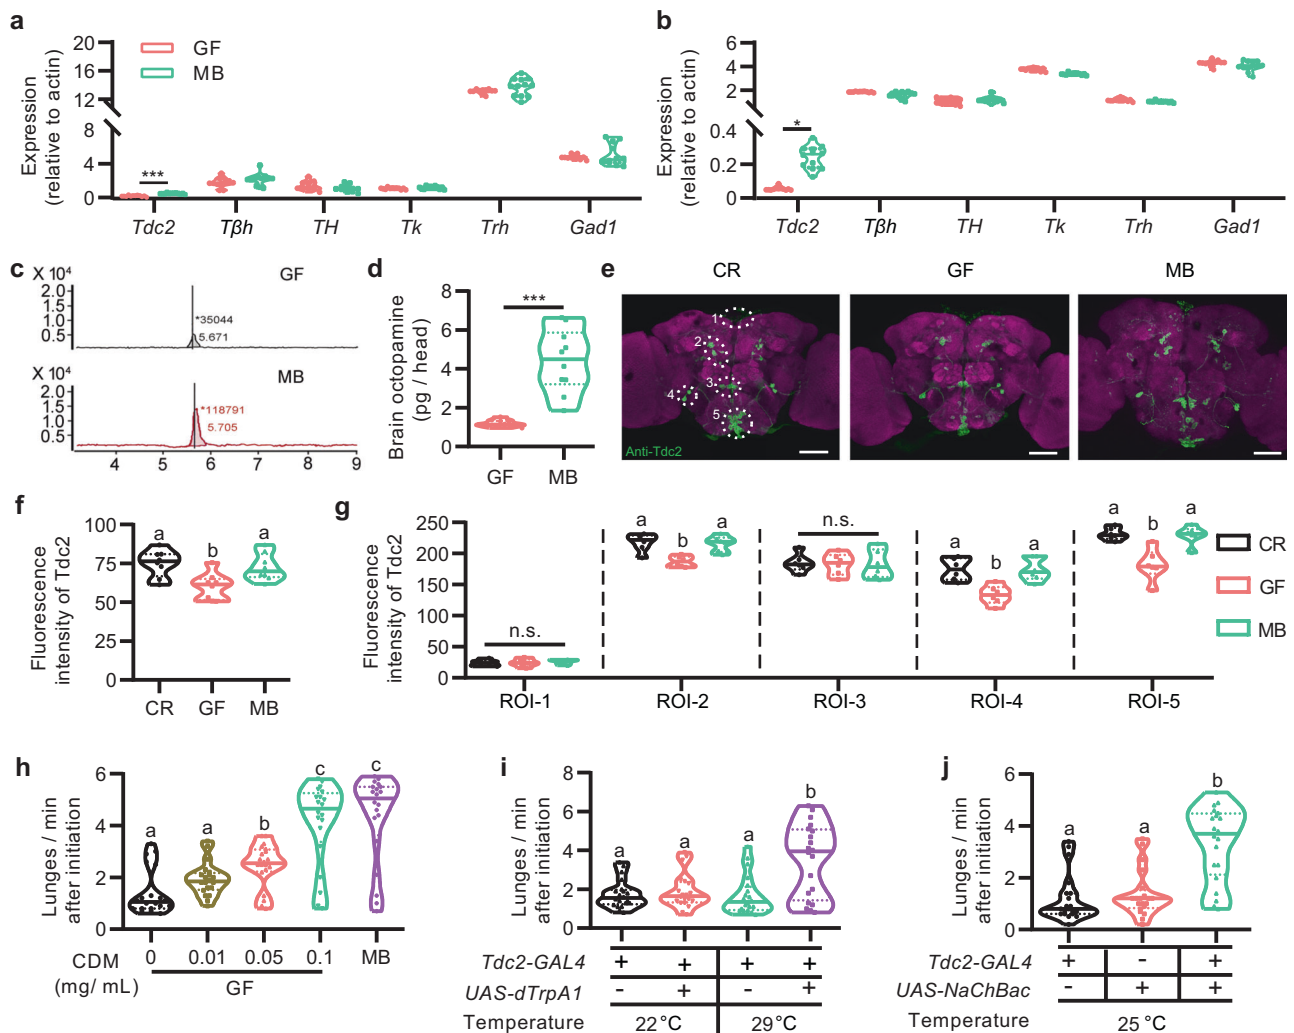 a
20
16
12
8
4
0
Expression
(relative to actin)
GF
MB
***
Tdc2 Tβh TH Tk Trh Gad1
b
6
4
2
0.4
0.2
0
Expression
(relative to actin)
*
Tdc2 Tβh TH Tk Trh Gad1
c
X 10⁴ GF
2.0
1.5
1.0
0.5
*35044
5.671
X 10⁴ MB
2.0
1.5
1.0
0.5
*118791
5.705
4 5 6 7 8 9
d
8
6
4
2
0
Brain octopamine
(pg / head)
***
GF MB
e
CR GF MB
1
2
3
4
5
Anti-Tdc2
f
100
75
50
25
0
Fluorescence
intensity of Tdc2
a b a
CR GF MB
g
250
200
150
100
50
0
Fluorescence
intensity of Tdc2
n.s. a b a n.s. a b a a b a
ROI-1 ROI-2 ROI-3 ROI-4 ROI-5
CR
GF
MB
h
6
4
2
0
Lunges / min
after initiation
a a b c c
CDM 0 0.01 0.05 0.1 MB
(mg/ mL) GF
i
8
6
4
2
0
Lunges / min
after initiation
a a a b
Tdc2-GAL4 + + + +
UAS-dTrpA1 - + - +
Temperature 22°C 29°C
j
6
4
2
0
Lunges / min
after initiation
a a b
Tdc2-GAL4 + - +
UAS-NaChBac - + +
Temperature 25°C